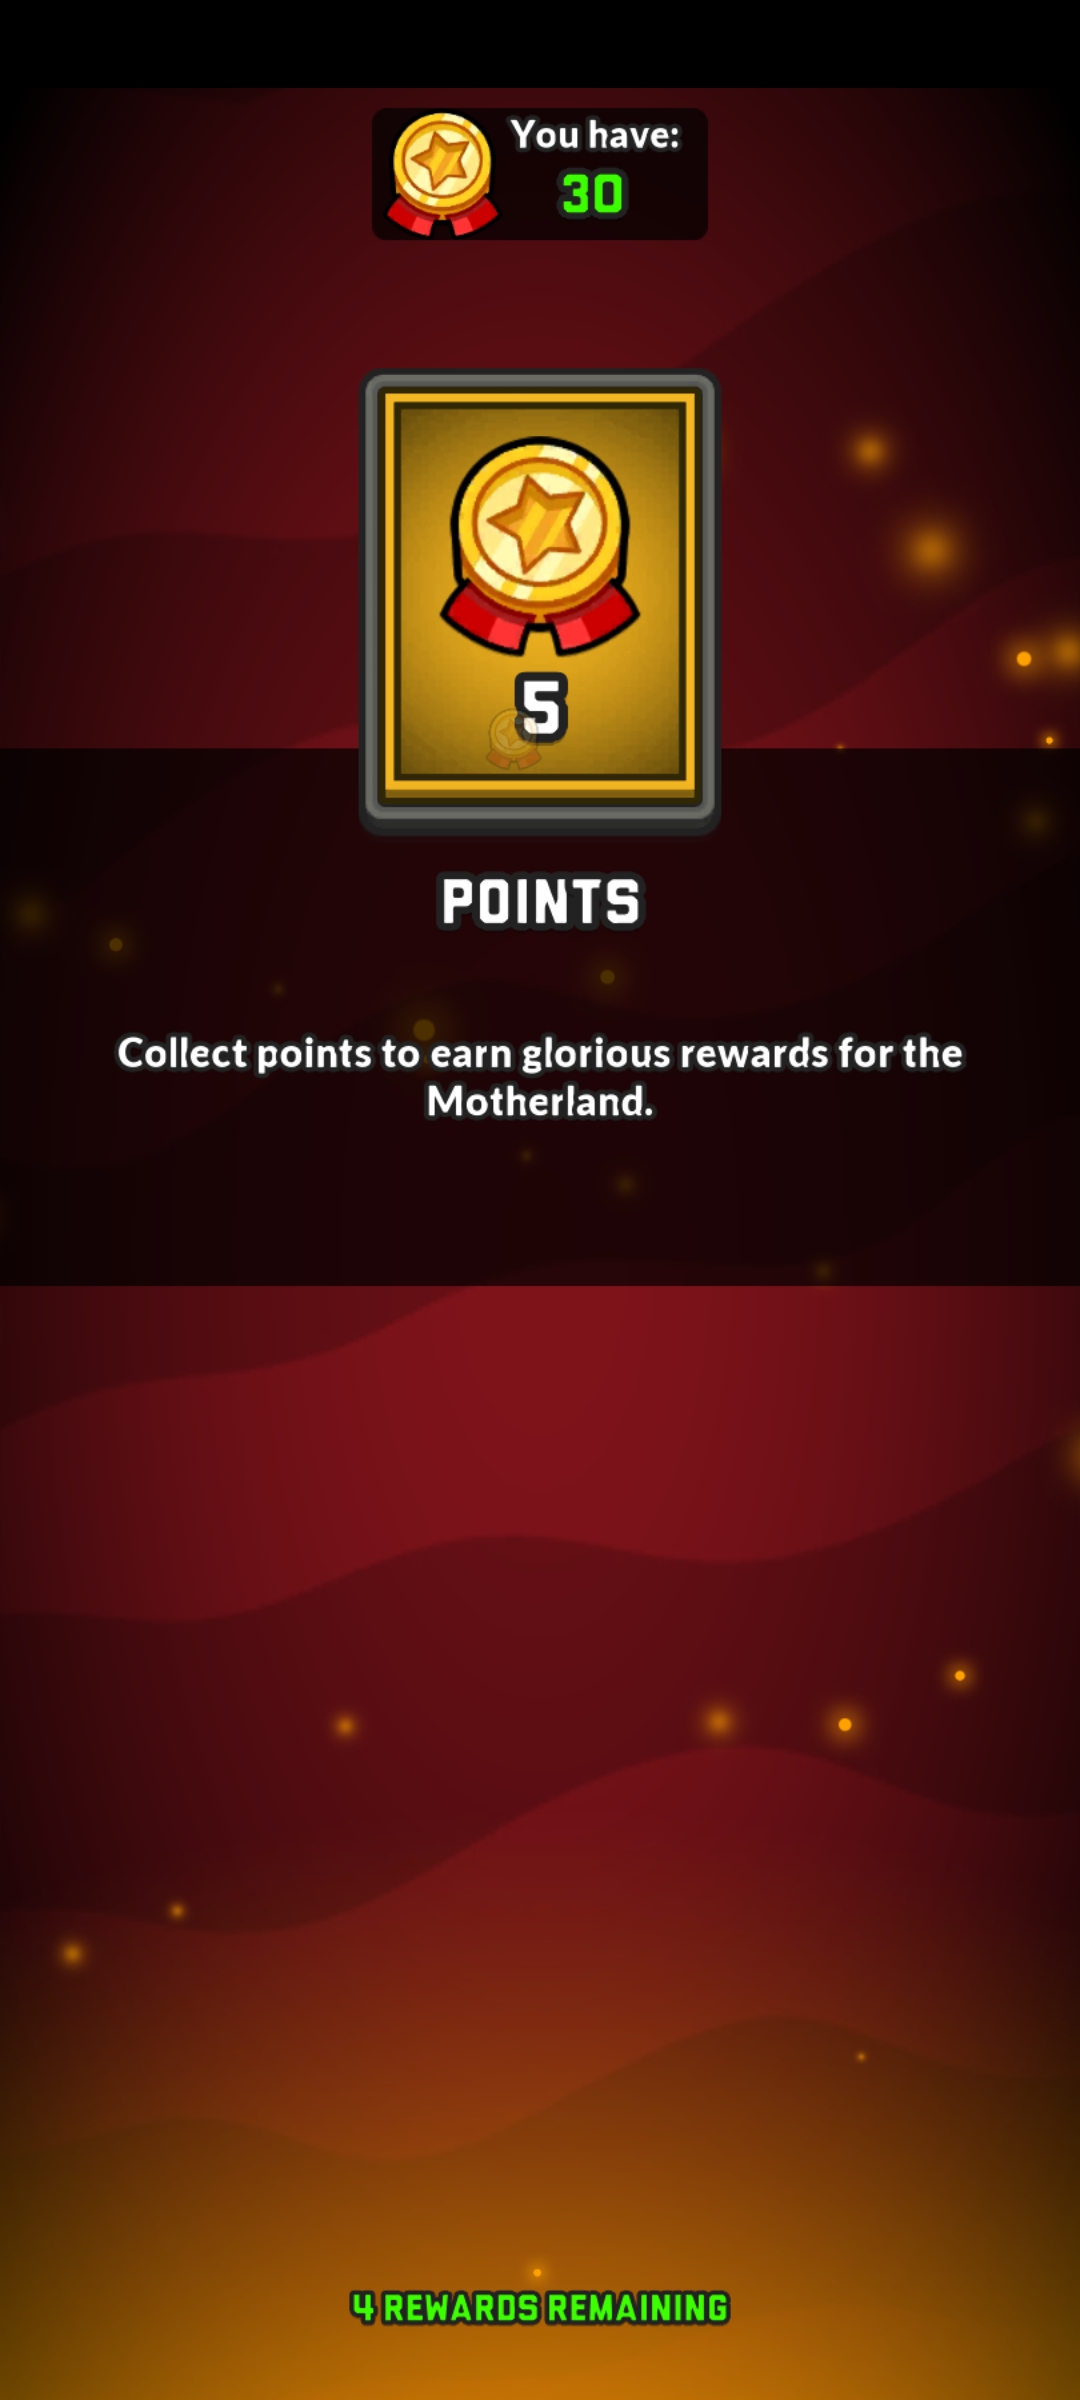 You have:
30
5
POINTS
Collect points to earn glorious rewards for the
Motherland.
4 REWARDS REMAINING